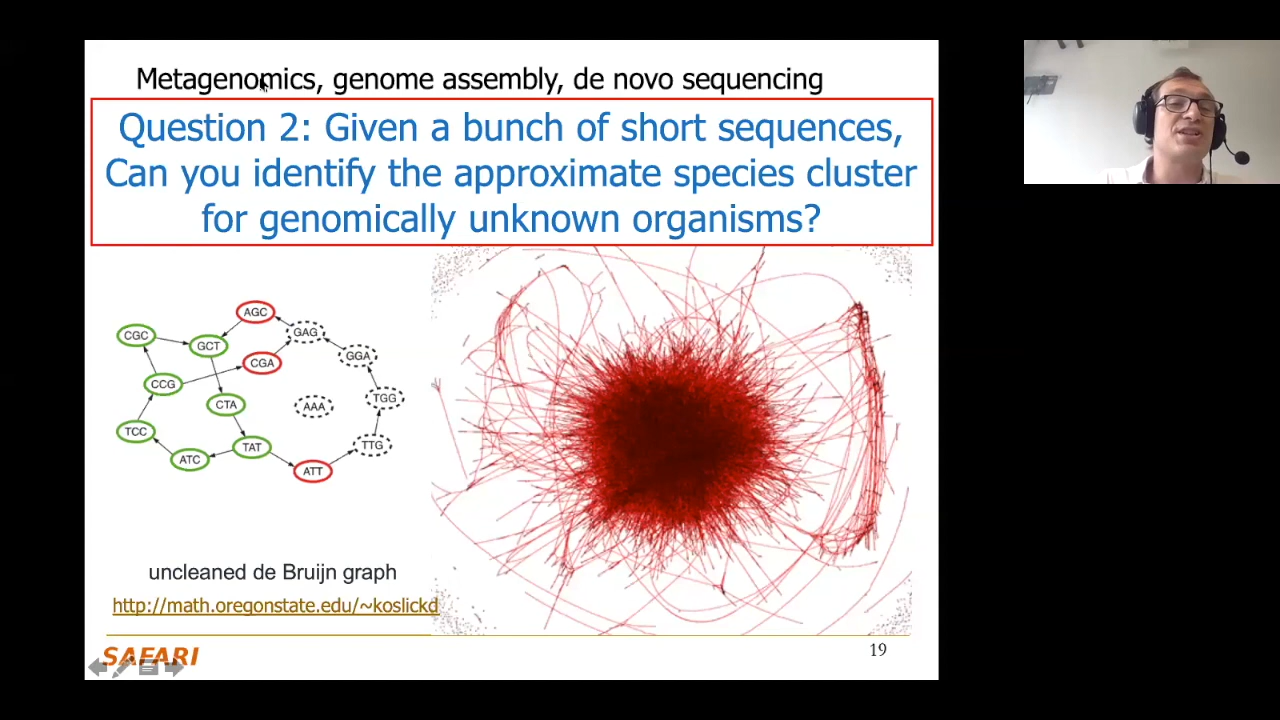 Metagenomics, genome assembly, de novo sequencing
Question 2: Given a bunch of short sequences,
Can you identify the approximate species cluster
for genomically unknown organisms?
AGC
CGC
GAG
GCT
GGA
CGA
CCG
TGG
CTA
AAA
TCC
TAT
TTG
ATC
ATT
uncleaned de Bruijn graph
http://math.oregonstate.edu/~koslickd
SAFARI
19